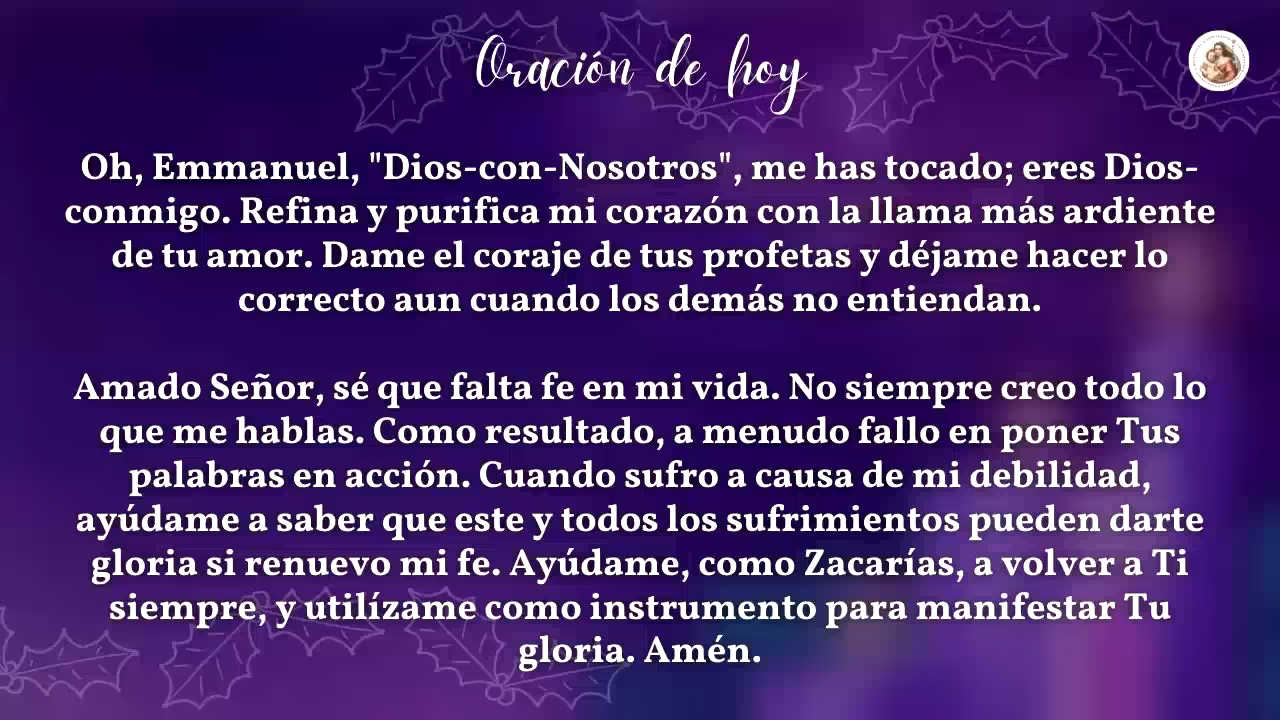 Oración de hoy
Oh, Emmanuel, "Dios-con-Nosotros", me has tocado; eres Dios-
conmigo. Refina y purifica mi corazón con la llama más ardiente
de tu amor. Dame el coraje de tus profetas y déjame hacer lo
correcto aun cuando los demás no entiendan.
Amado Señor, sé que falta fe en mi vida. No siempre creo todo lo
que me hablas. Como resultado, a menudo fallo en poner Tus
palabras en acción. Cuando sufro a causa de mi debilidad,
ayúdame a saber que este y todos los sufrimientos pueden darte
gloria si renuevo mi fe. Ayúdame, como Zacarías, a volver a Ti
siempre, y utilízame como instrumento para manifestar Tu
gloria. Amén.